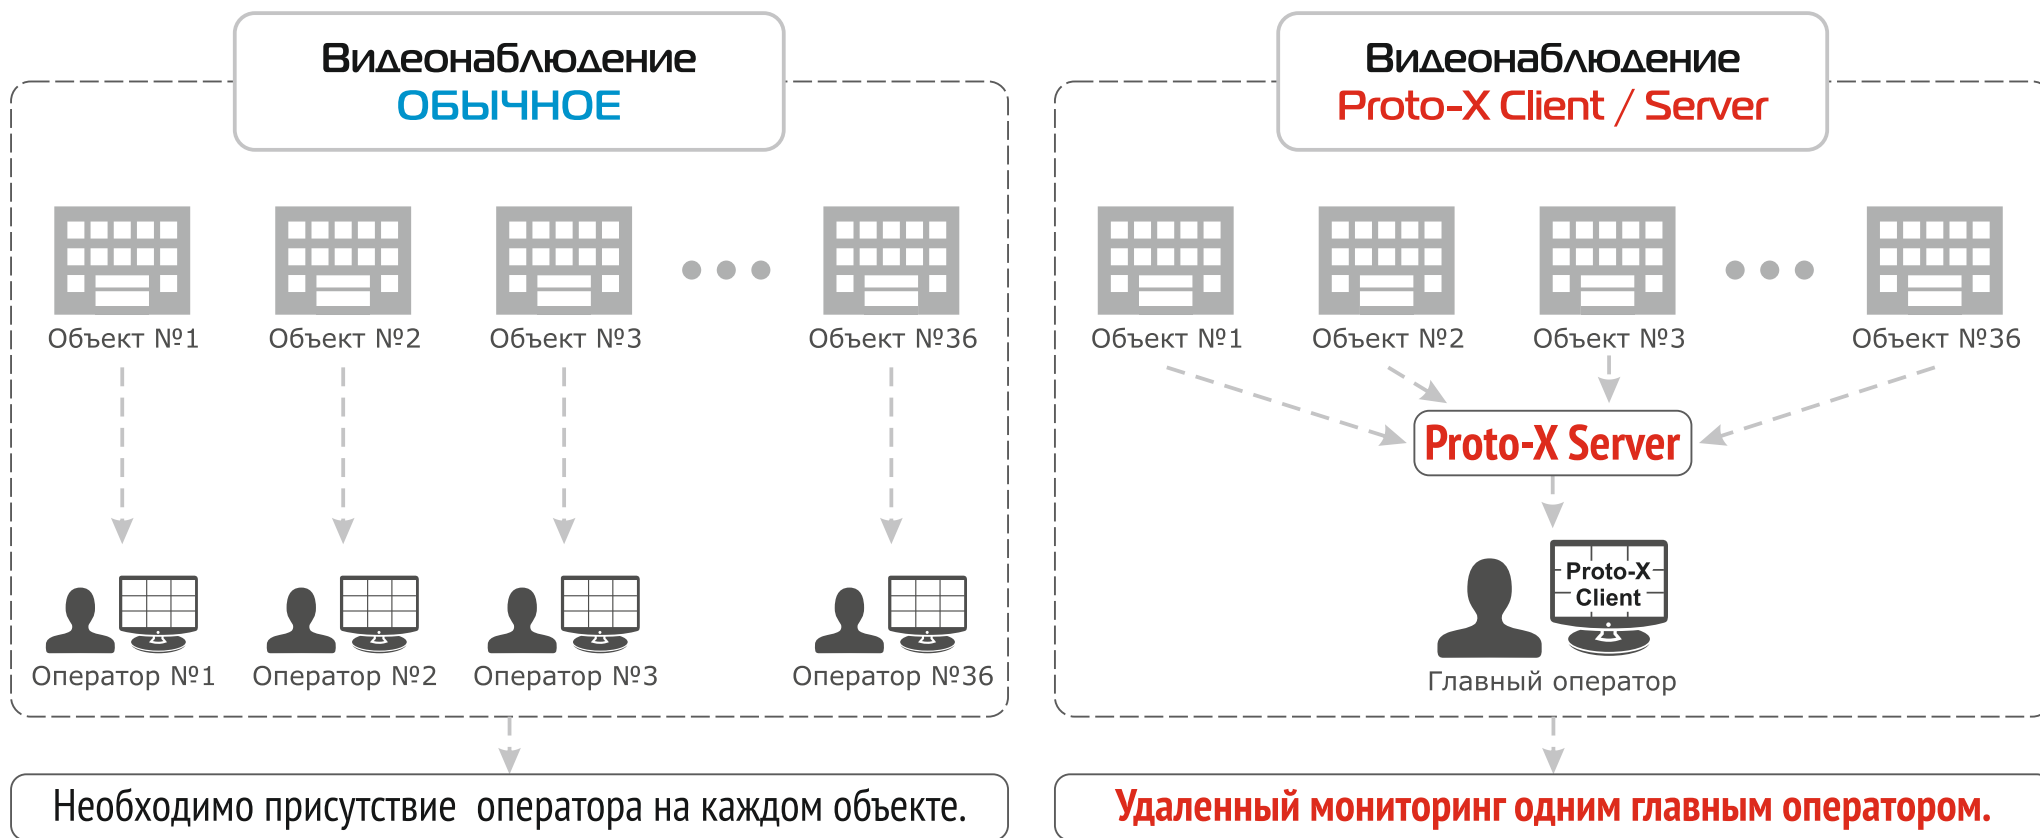 Видеонаблюдение
ОБЫЧНОЕ
Объект №1
Объект №2
Объект №3
Объект №36
Оператор №1
Оператор №2
Оператор №3
Оператор №36
Необходимо присутствие оператора на каждом объекте.
Видеонаблюдение
Proto-X Client / Server
Объект №1
Объект №2
Объект №3
Объект №36
Proto-X Server
Proto-X
Client
Главный оператор
Удаленный мониторинг одним главным оператором.